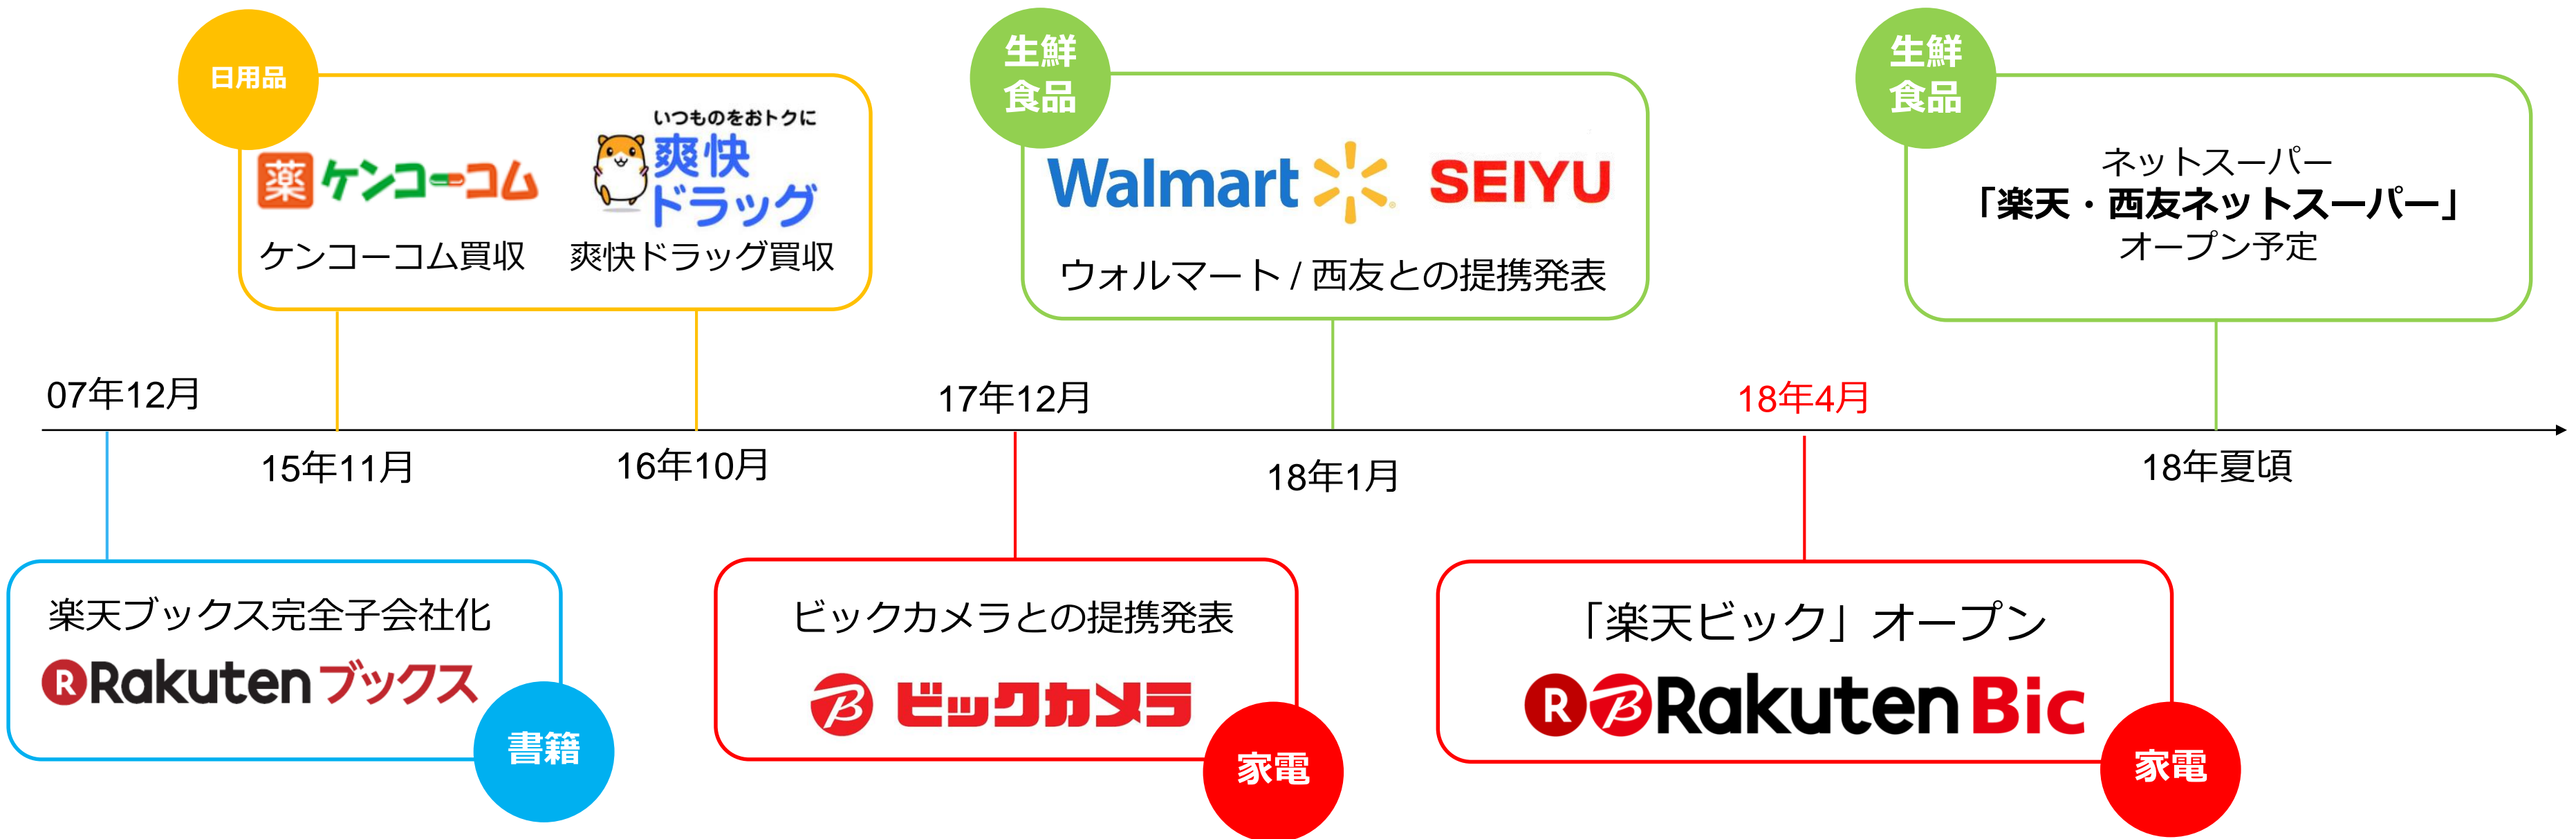 日用品
薬 ケンコーコム
いつものをおトクに
爽快
ドラッグ
ケンコーコム買収
爽快ドラッグ買収
生鮮
食品
Walmart
SEIYU
ウォルマート / 西友との提携発表
生鮮
食品
ネットスーパー
「楽天・西友ネットスーパー」
オープン予定
07年12月
15年11月
16年10月
17年12月
18年1月
18年4月
18年夏頃
楽天ブックス完全子会社化
R Rakuten ブックス
書籍
ビックカメラとの提携発表
B ビックカメラ
家電
「楽天ビック」オープン
R B Rakuten Bic
家電